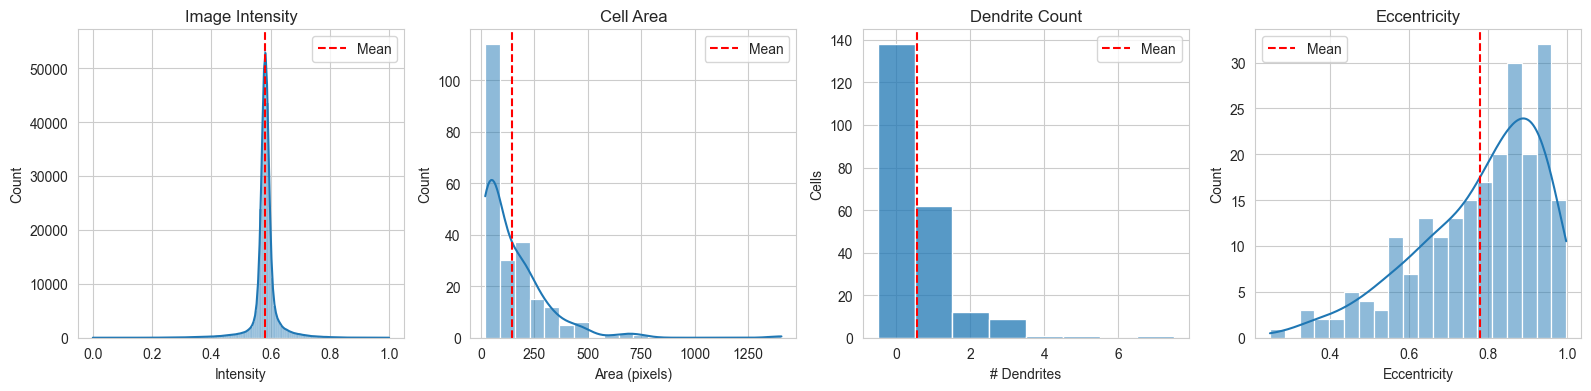 Image Intensity
Mean
Count
50000
40000
30000
20000
10000
0
0.0 0.2 0.4 0.6 0.8 1.0
Intensity
Cell Area
Mean
Count
100
80
60
40
20
0
0 250 500 750 1000 1250
Area (pixels)
Dendrite Count
Mean
Cells
140
120
100
80
60
40
20
0
0 2 4 6
# Dendrites
Eccentricity
Mean
Count
30
25
20
15
10
5
0
0.4 0.6 0.8 1.0
Eccentricity